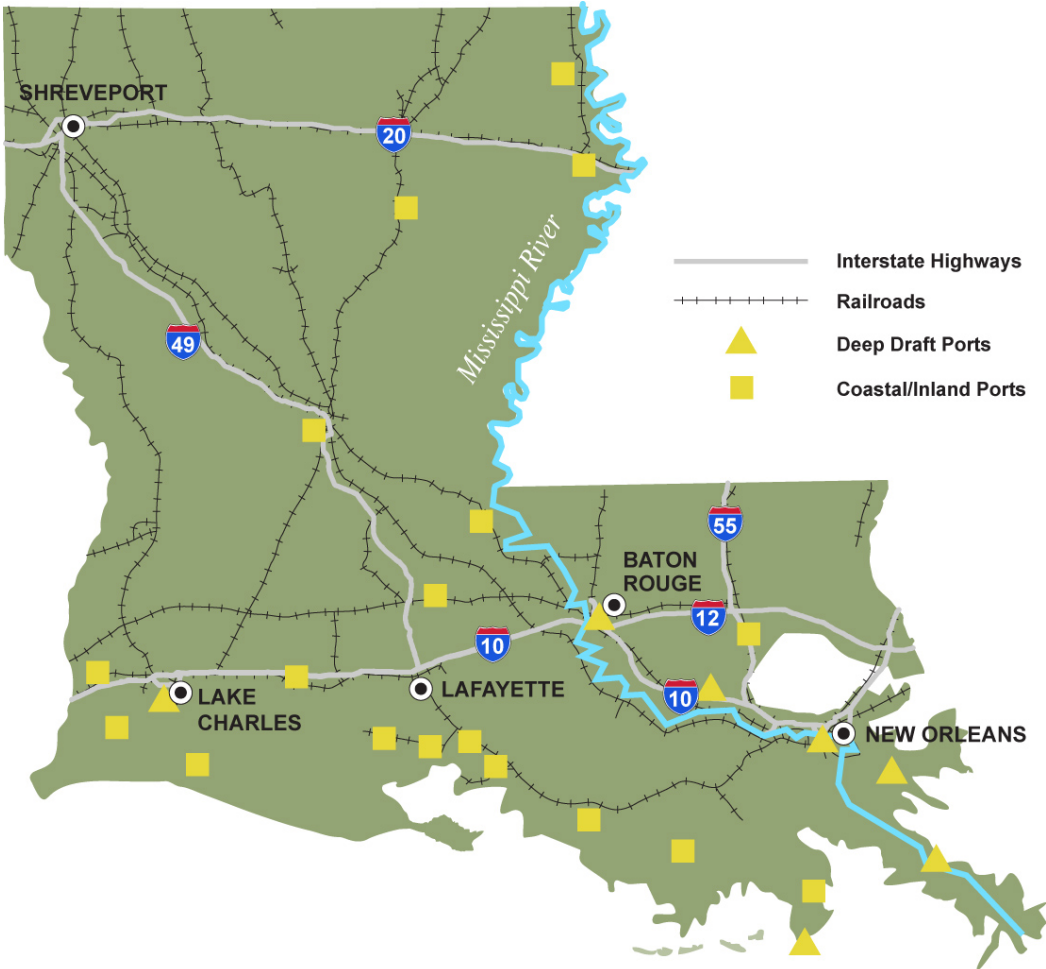 SHREVEPORT
20
Mississippi River
Interstate Highways
Railroads
49
Deep Draft Ports
Coastal/Inland Ports
55
BATON
ROUGE
12
10
LAFAYETTE
LAKE
CHARLES
10
NEW ORLEANS